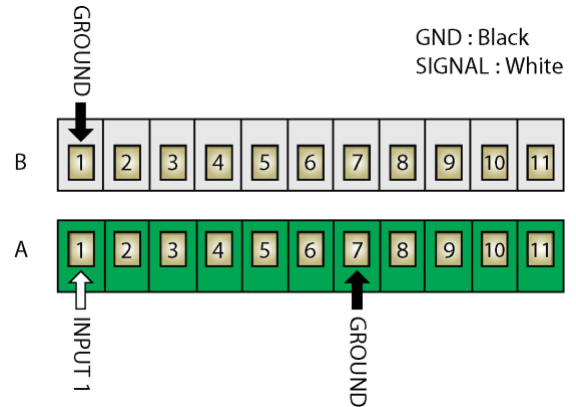 GROUND
GND : Black
SIGNAL : White
B
1 2 3 4 5 6 7 8 9 10 11
A
1 2 3 4 5 6 7 8 9 10 11
INPUT 1
GROUND